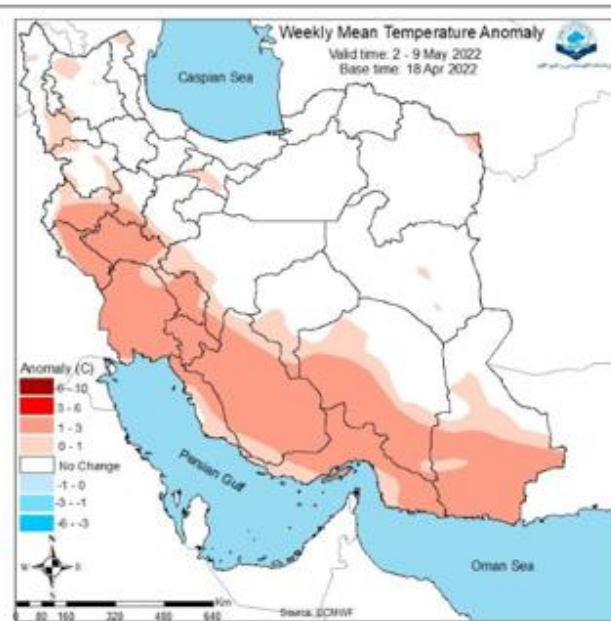 Weekly Mean Temperature Anomaly
Valid time: 2 - 9 May 2022
Base time: 18 Apr 2022
Caspian Sea
Anomaly (C)
6 - 10
3 - 6
1 - 3
0 - 1
No Change
-1 - 0
-3 - -1
-6 - -3
Persian Gulf
Oman Sea
W
E
Km
0 80 160 320 480 640
Source: ECMWF